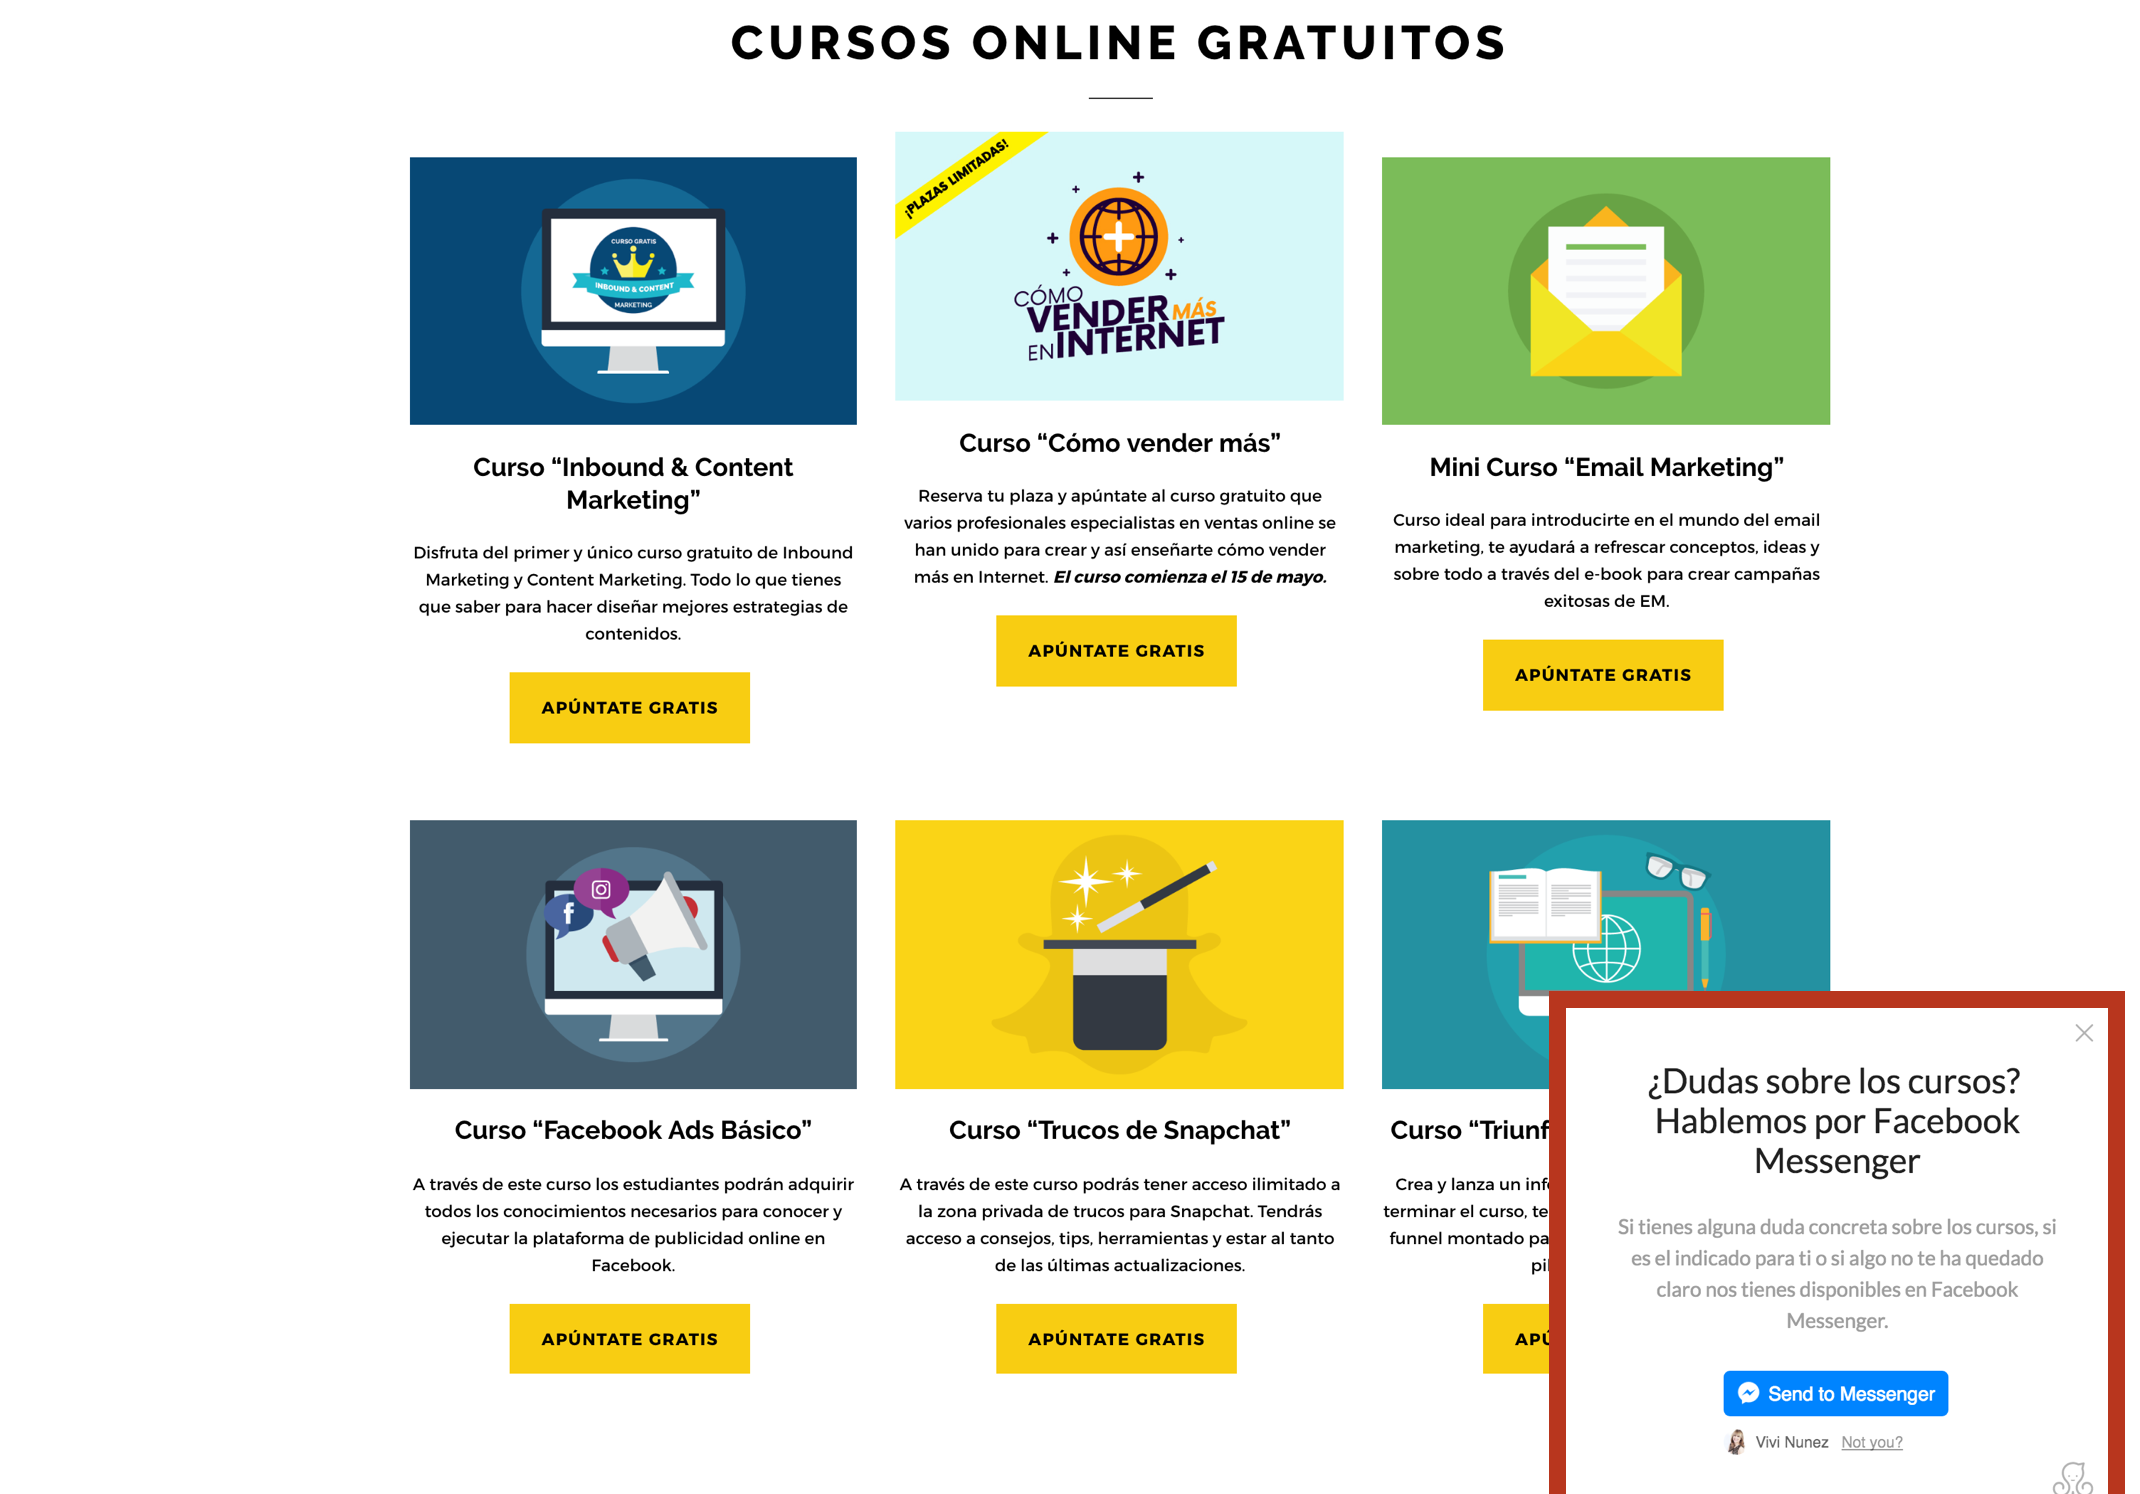 CURSOS ONLINE GRATUITOS
CURSO GRATIS
INBOUND & CONTENT
MARKETING
Curso “Inbound & Content
Marketing”
Disfruta del primer y único curso gratuito de Inbound
Marketing y Content Marketing. Todo lo que tienes
que saber para hacer diseñar mejores estrategias de
contenidos.
APÚNTATE GRATIS
¡PLAZAS LIMITADAS!
CÓMO
VENDER MÁS
EN INTERNET
Curso “Cómo vender más”
Reserva tu plaza y apúntate al curso gratuito que
varios profesionales especialistas en ventas online se
han unido para crear y así enseñarte cómo vender
más en Internet. El curso comienza el 15 de mayo.
APÚNTATE GRATIS
Mini Curso “Email Marketing”
Curso ideal para introducirte en el mundo del email
marketing, te ayudará a refrescar conceptos, ideas y
sobre todo a través del e-book para crear campañas
exitosas de EM.
APÚNTATE GRATIS
f
Curso “Facebook Ads Básico”
A través de este curso los estudiantes podrán adquirir
todos los conocimientos necesarios para conocer y
ejecutar la plataforma de publicidad online en
Facebook.
APÚNTATE GRATIS
Curso “Trucos de Snapchat”
A través de este curso podrás tener acceso ilimitado a
la zona privada de trucos para Snapchat. Tendrás
acceso a consejos, tips, herramientas y estar al tanto
de las últimas actualizaciones.
APÚNTATE GRATIS
Curso “Triunf
Crea y lanza un inf
terminar el curso, te
funnel montado pa
APÚ
¿Dudas sobre los cursos?
Hablemos por Facebook
Messenger
Si tienes alguna duda concreta sobre los cursos, si
es el indicado para ti o si algo no te ha quedado
claro nos tienes disponibles en Facebook
Messenger.
Send to Messenger
Vivi Nunez Not you?